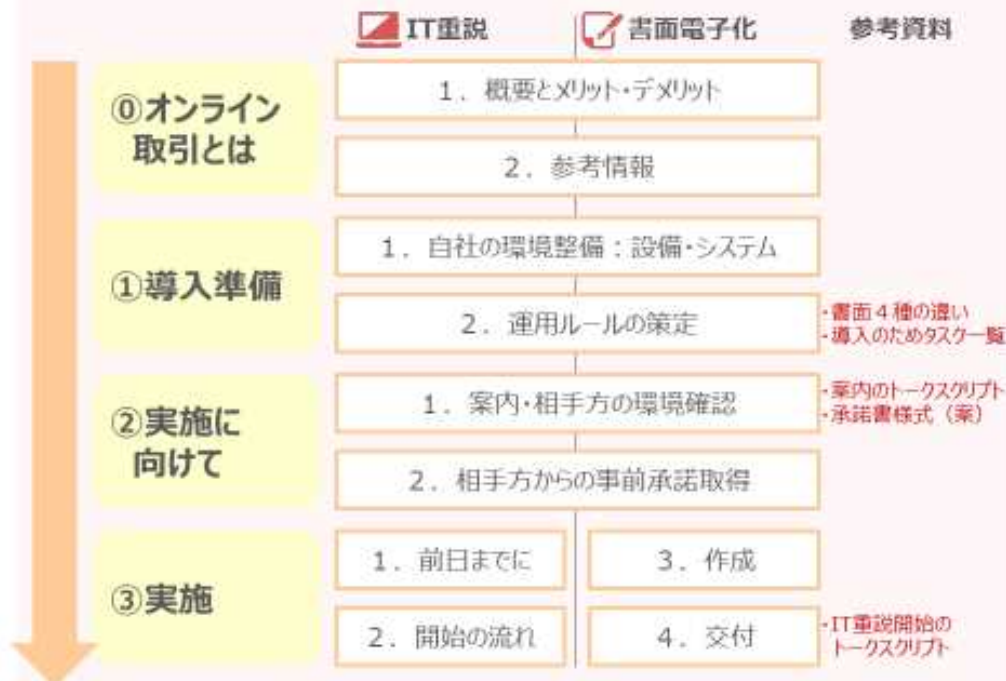 IT重説
書面電子化
参考資料
⓪オンライン
取引とは
1．概要とメリット・デメリット
2．参考情報
①導入準備
1．自社の環境整備：設備・システム
2．運用ルールの策定
・書面4種の違い
・導入のためタスク一覧
②実施に
向けて
1．案内・相手方の環境確認
・案内のトークスクリプト
・承諾書様式（案）
2．相手方からの事前承諾取得
③実施
1．前日までに
3．作成
2．開始の流れ
4．交付
・IT重説開始の
トークスクリプト